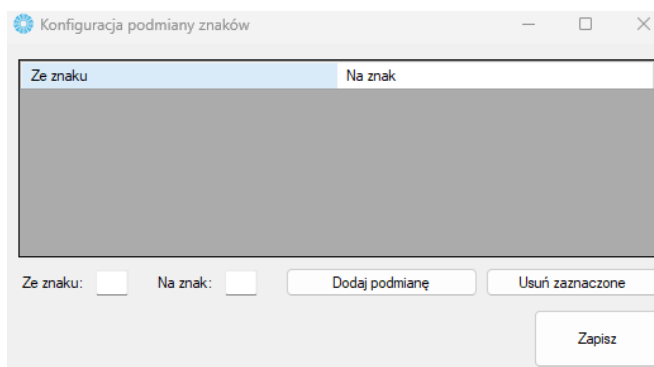 Konfiguracja podmiany znaków
Ze znaku Na znak
Ze znaku: Na znak: Dodaj podmianę Usuń zaznaczone
Zapisz